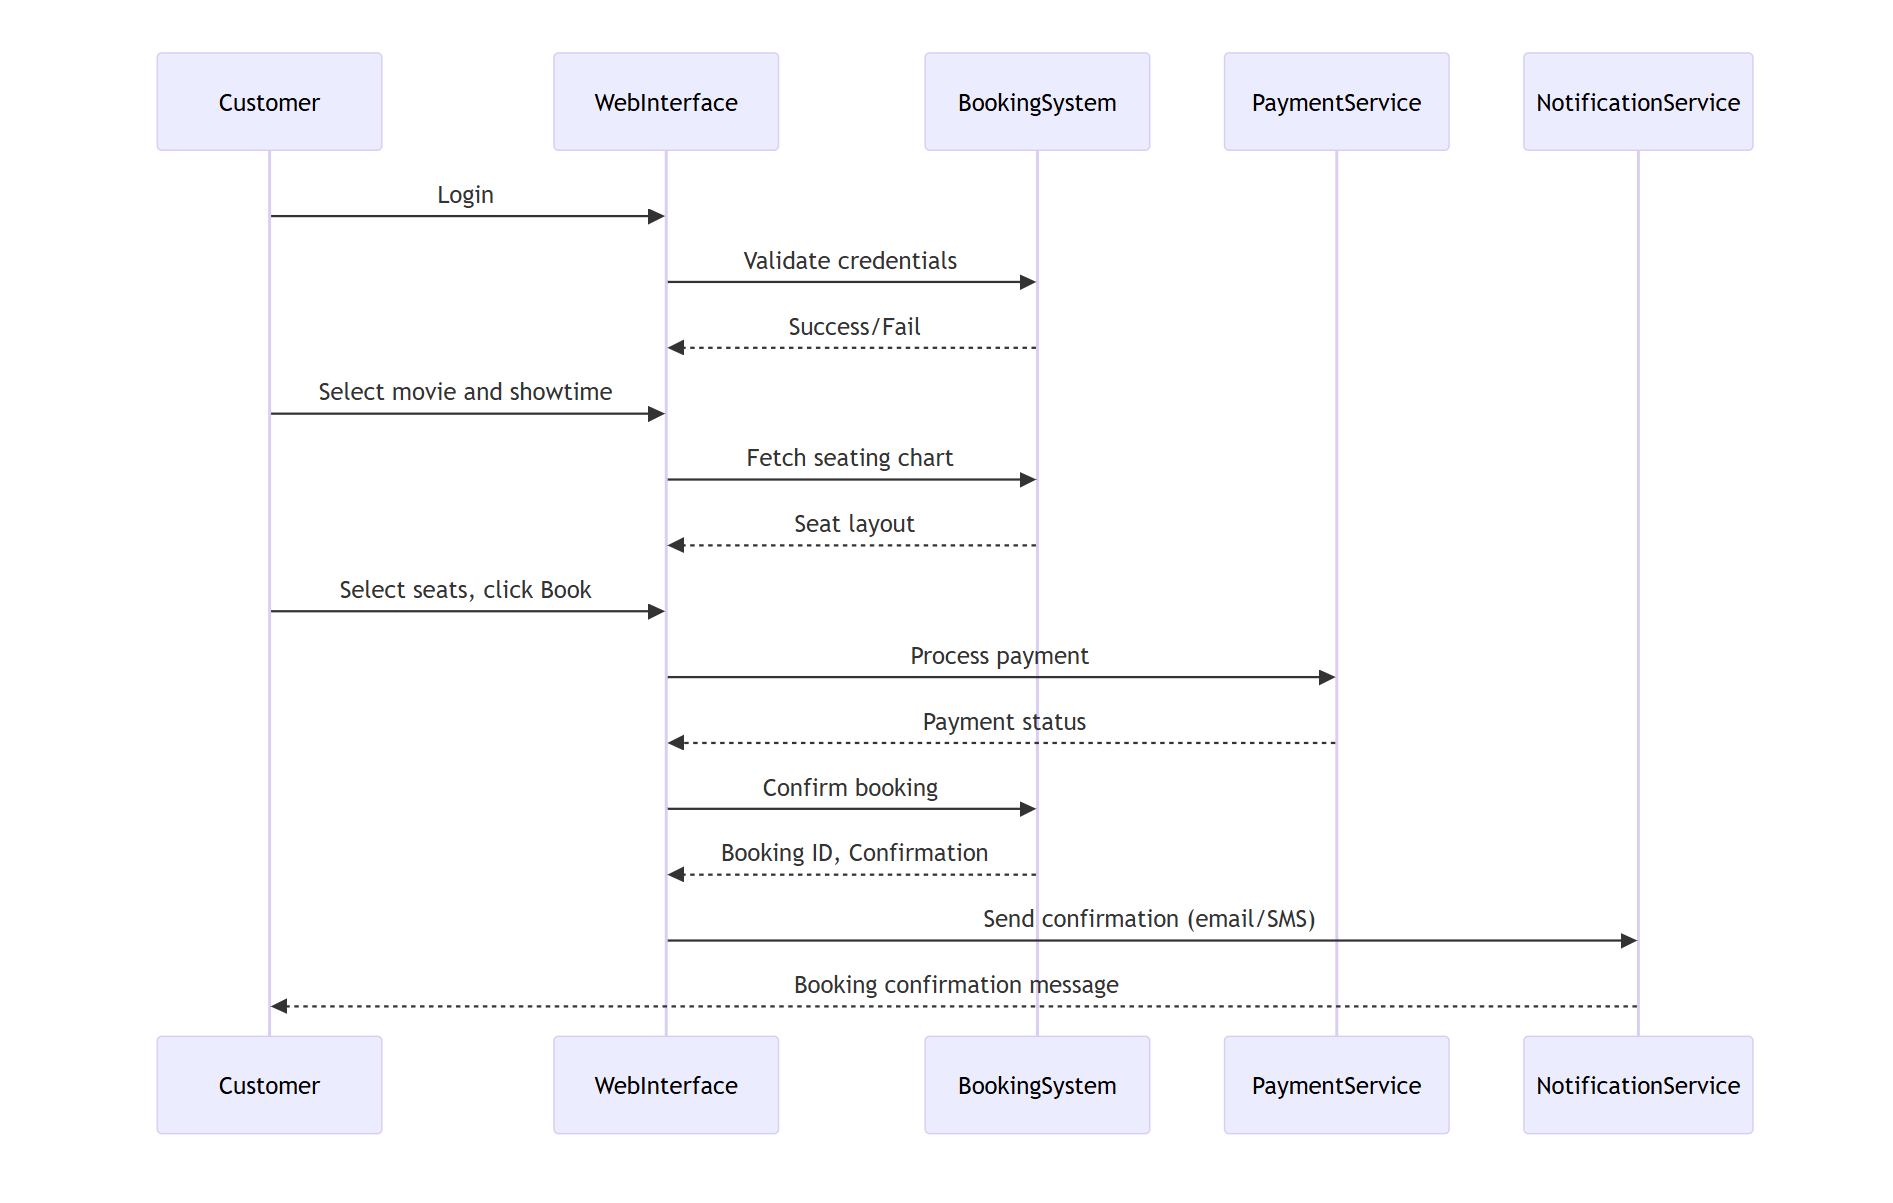 Customer
WebInterface
BookingSystem
PaymentService
NotificationService
Login
Validate credentials
Success/Fail
Select movie and showtime
Fetch seating chart
Seat layout
Select seats, click Book
Process payment
Payment status
Confirm booking
Booking ID, Confirmation
Send confirmation (email/SMS)
Booking confirmation message
Customer
WebInterface
BookingSystem
PaymentService
NotificationService